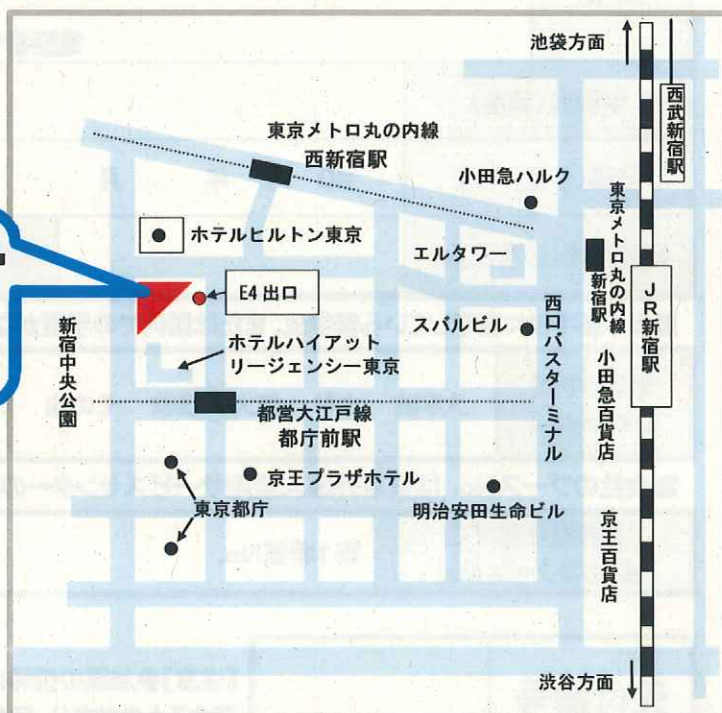 池袋方面
西武新宿駅
東京メトロ丸の内線
西新宿駅
小田急ハルク
東京メトロ丸の内線
新宿駅
ホテルヒルトン東京
エルタワー
E4 出口
JR新宿駅
新宿中央公園
スバルビル
西口バスターミナル
小田急百貨店
ホテルハイアット
リージェンシー東京
都営大江戸線
都庁前駅
京王プラザホテル
東京都庁
明治安田生命ビル
京王百貨店
渋谷方面